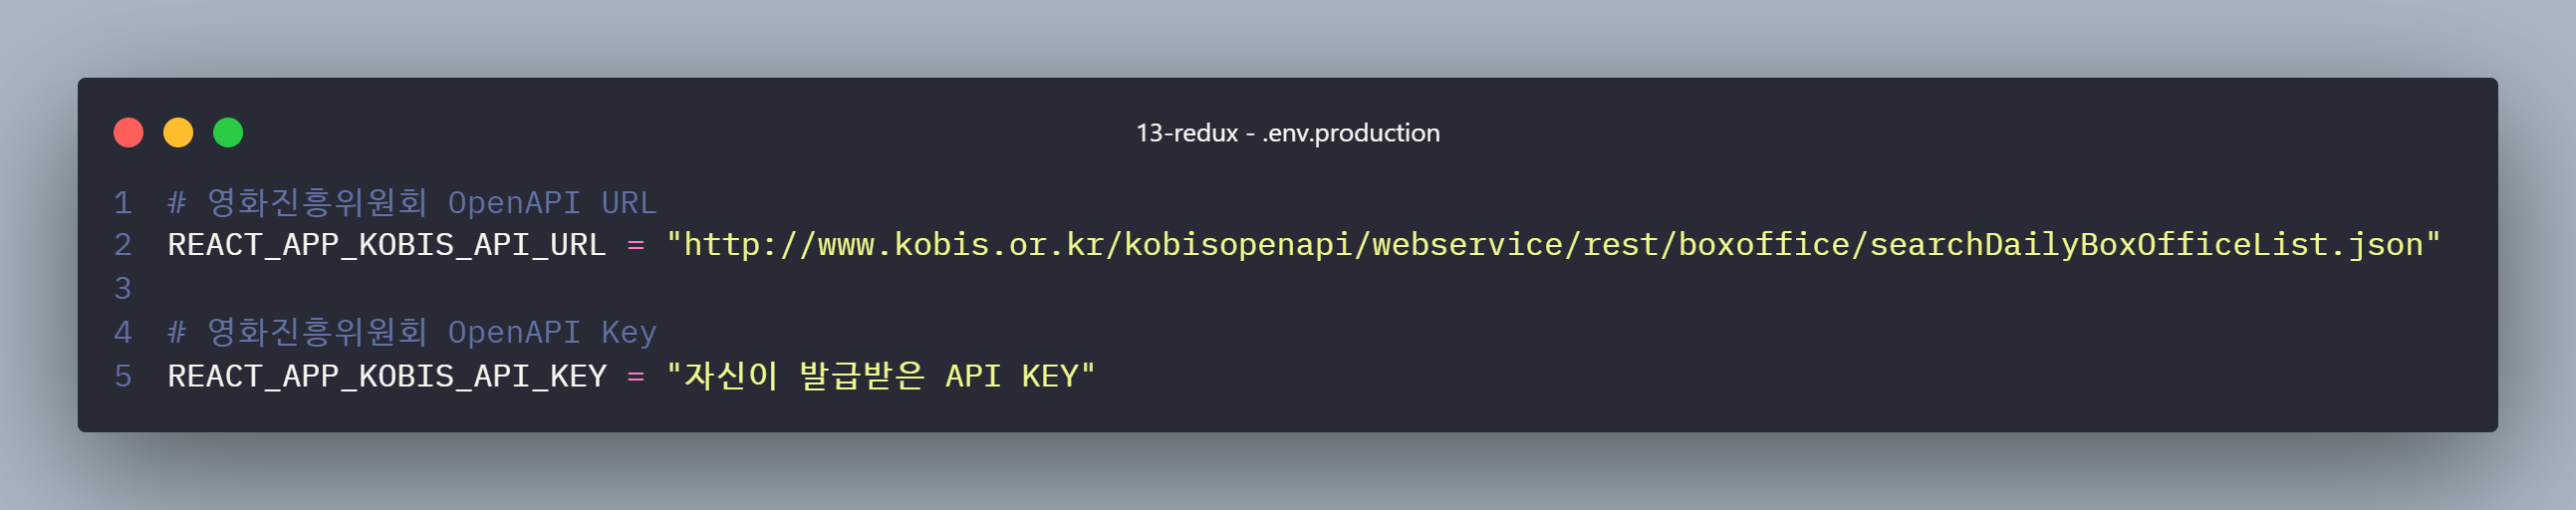 13-redux - .env.production
1 # 영화진흥위원회 OpenAPI URL
2 REACT_APP_KOBIS_API_URL = "http://www.kobis.or.kr/kobisopenapi/webservice/rest/boxoffice/searchDailyBoxOfficeList.json"
3
4 # 영화진흥위원회 OpenAPI Key
5 REACT_APP_KOBIS_API_KEY = "자신이 발급받은 API KEY"